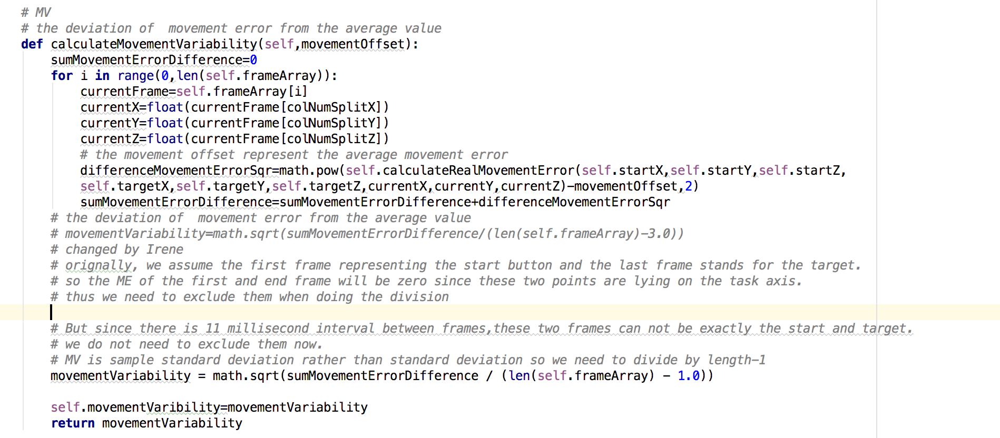 # MV
# the deviation of  movement error from the average value
def calculateMovementVariability(self,movementOffset):
    sumMovementErrorDifference=0
    for i in range(0,len(self.frameArray)):
        currentFrame=self.frameArray[i]
        currentX=float(currentFrame[colNumSplitX])
        currentY=float(currentFrame[colNumSplitY])
        currentZ=float(currentFrame[colNumSplitZ])
        # the movement offset represent the average movement error
        differenceMovementErrorSqr=math.pow(self.calculateRealMovementError(self.startX,self.startY,self.startZ,
        self.targetX,self.targetY,self.targetZ,currentX,currentY,currentZ)-movementOffset,2)
        sumMovementErrorDifference=sumMovementErrorDifference+differenceMovementErrorSqr
    # the deviation of  movement error from the average value
    # movementVariability=math.sqrt(sumMovementErrorDifference/(len(self.frameArray)-3.0))
    # changed by Irene
    # orignally, we assume the first frame representing the start button and the last frame stands for the target.
    # so the ME of the first and end frame will be zero since these two points are lying on the task axis.
    # thus we need to exclude them when doing the division
    # But since there is 11 millisecond interval between frames,these two frames can not be exactly the start and target.
    # we do not need to exclude them now.
    # MV is sample standard deviation rather than standard deviation so we need to divide by length-1
    movementVariability = math.sqrt(sumMovementErrorDifference / (len(self.frameArray) - 1.0))
    self.movementVaribility=movementVariability
    return movementVariability